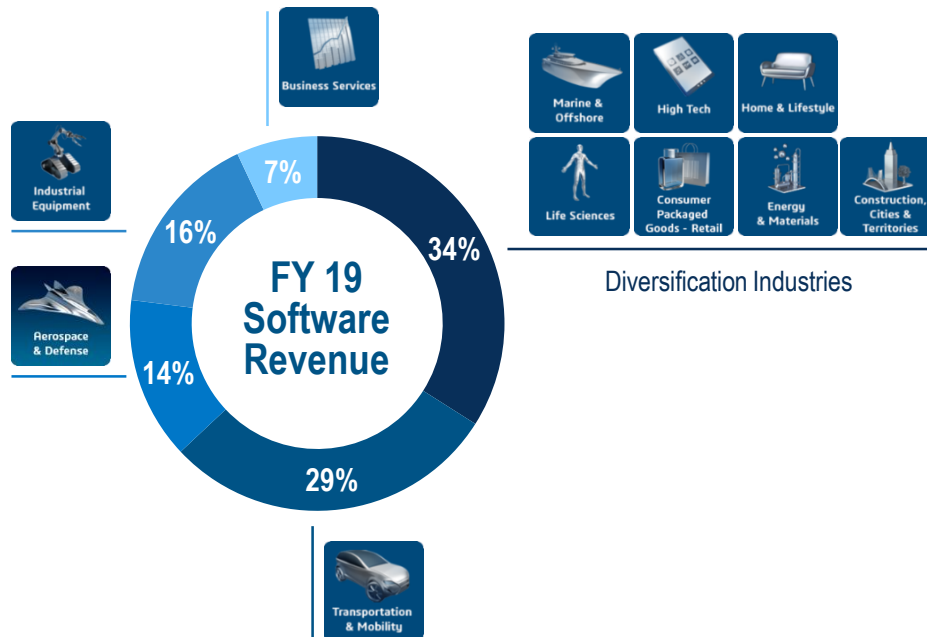 Business Services
Marine &
Offshore
High Tech
Home & Lifestyle
Industrial
Equipment
Life Sciences
Consumer
Packaged
Goods - Retail
Energy
& Materials
Construction,
Cities &
Territories
7%
16%
34%
Diversification Industries
FY 19
Software
Revenue
Aerospace
& Defense
14%
29%
Transportation
& Mobility